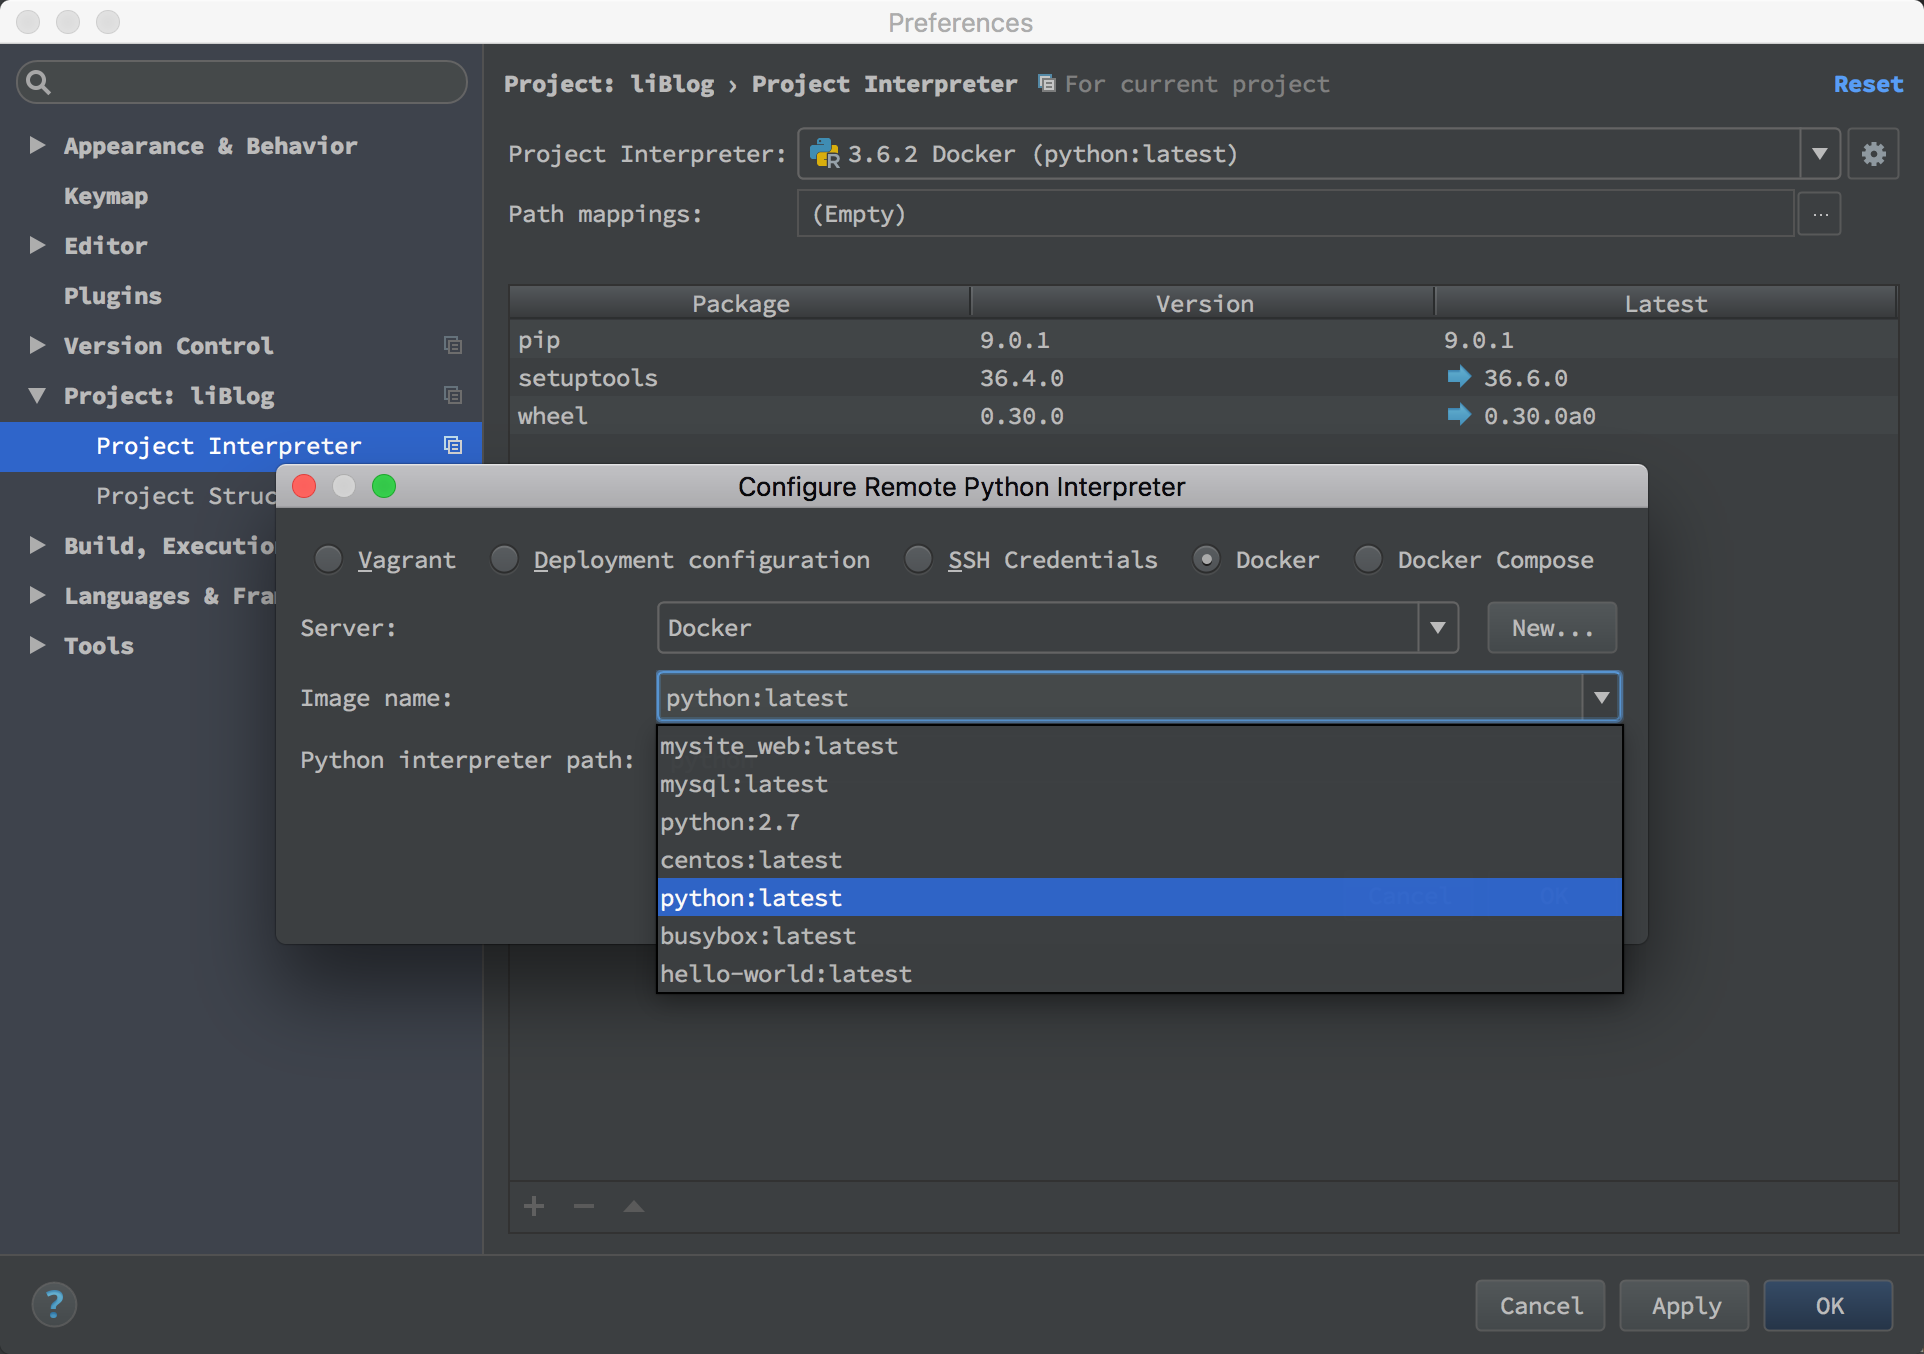 Preferences
Project: liBlog › Project Interpreter For current project Reset
Appearance & Behavior
Keymap
Editor
Plugins
Version Control
Project: liBlog
Project Interpreter
Project Struc
Build, Executio
Languages & Fra
Tools
Project Interpreter: 3.6.2 Docker (python:latest)
Path mappings: (Empty) ...
Package Version Latest
pip 9.0.1 9.0.1
setuptools 36.4.0 36.6.0
wheel 0.30.0 0.30.0a0
Configure Remote Python Interpreter
Vagrant Deployment configuration SSH Credentials Docker Docker Compose
Server: Docker New...
Image name: python:latest
Python interpreter path:
mysite_web:latest
mysql:latest
python:2.7
centos:latest
python:latest
busybox:latest
hello-world:latest
? Cancel Apply OK